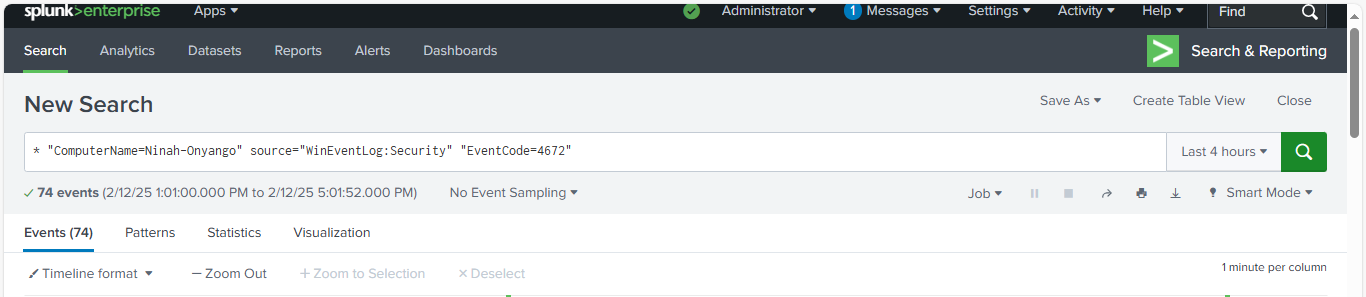 splunk>enterprise Apps Administrator 1 Messages Settings Activity Help Find
Search Analytics Datasets Reports Alerts Dashboards > Search & Reporting
New Search Save As Create Table View Close
* "ComputerName=Ninah-Onyango" source="WinEventLog:Security" "EventCode=4672" Last 4 hours
74 events (2/12/25 1:01:00.000 PM to 2/12/25 5:01:52.000 PM) No Event Sampling Job Smart Mode
Events (74) Patterns Statistics Visualization
Timeline format — Zoom Out + Zoom to Selection × Deselect 1 minute per column